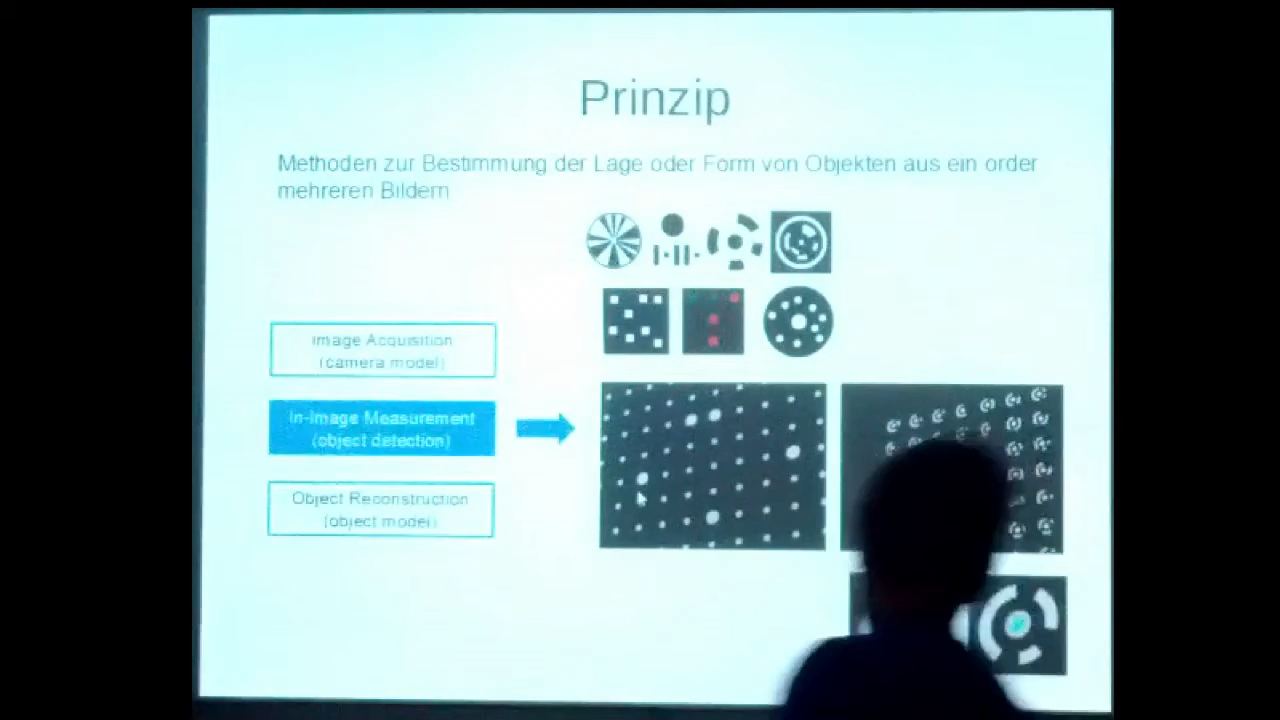 Prinzip
Methoden zur Bestimmung der Lage oder Form von Objekten aus ein order
mehreren Bildern
Image Acquisition
(camera model)
In-Image Measurement
(object detection)
Object Reconstruction
(object model)